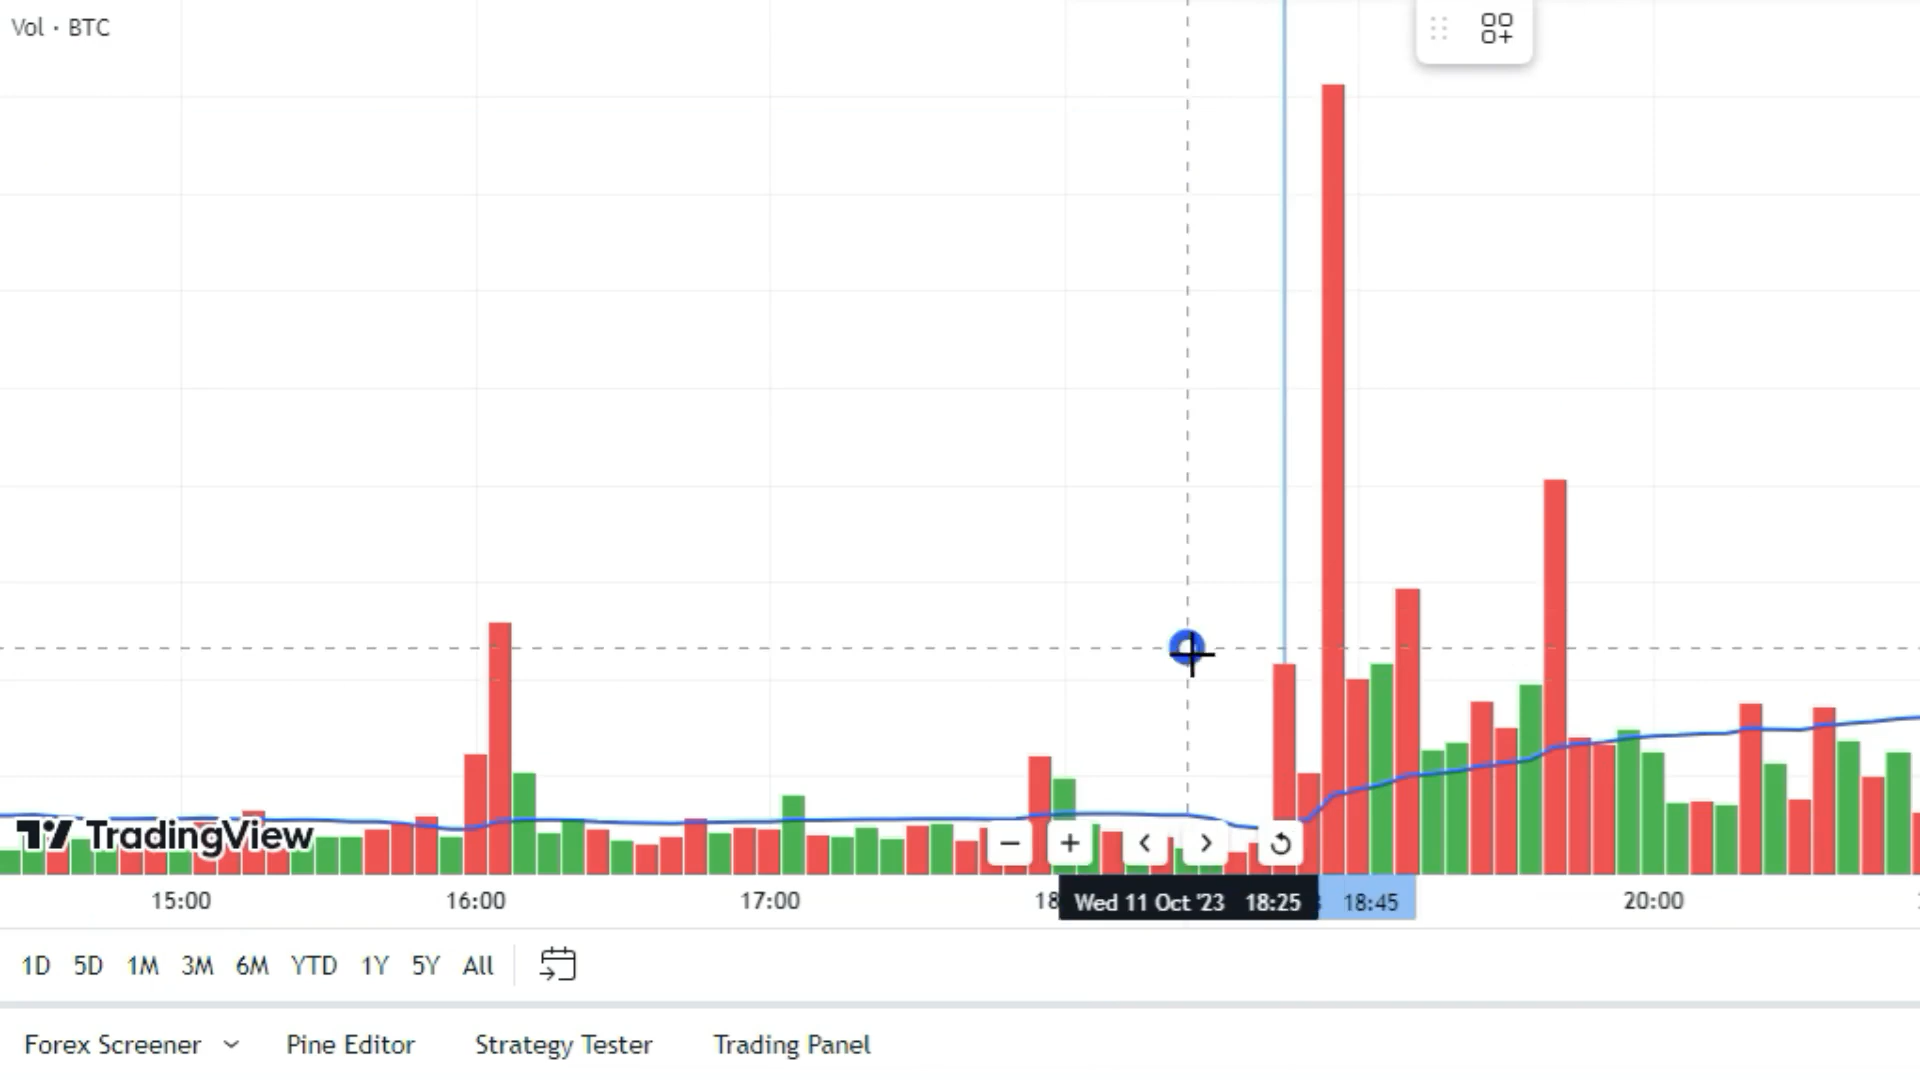 Vol · BTC
TradingView
15:00 16:00 17:00 18 Wed 11 Oct '23 18:25 18:45 20:00
1D 5D 1M 3M 6M YTD 1Y 5Y All
Forex Screener Pine Editor Strategy Tester Trading Panel